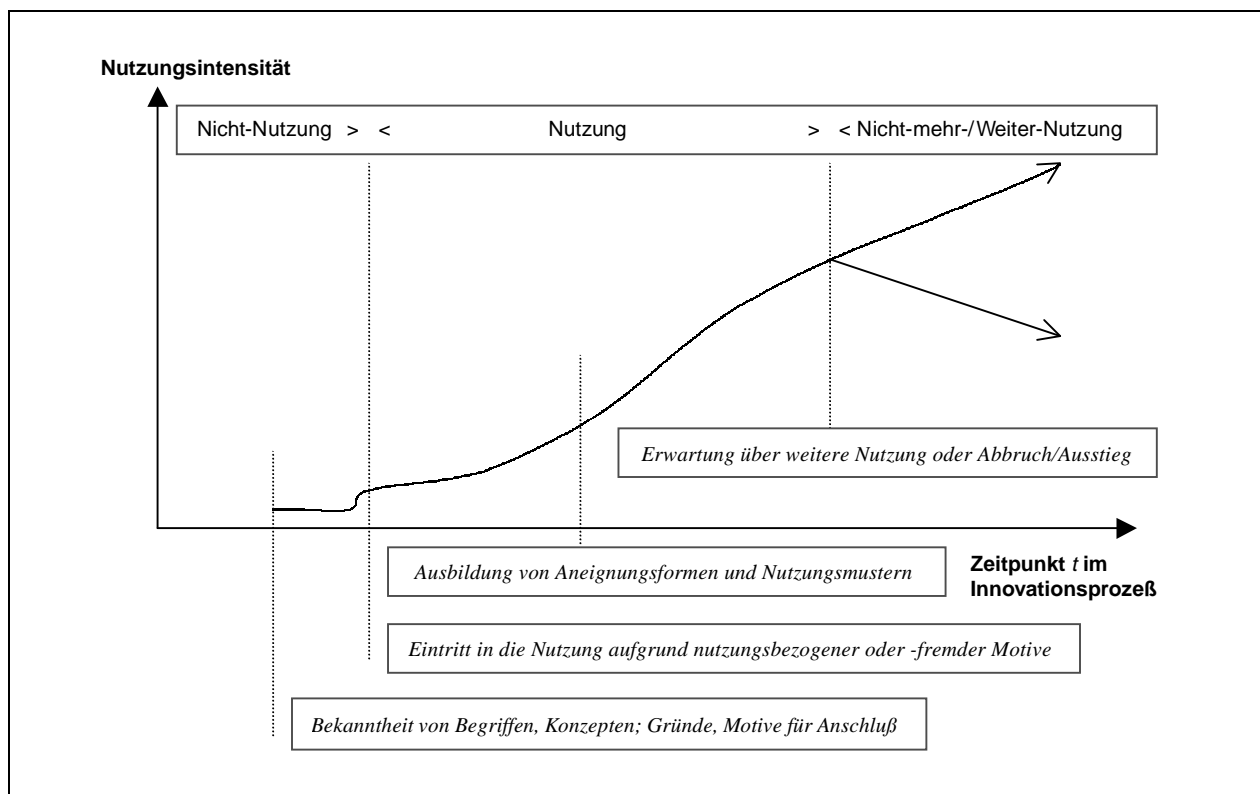 Nutzungsintensität
Nicht-Nutzung > < Nutzung > < Nicht-mehr-/Weiter-Nutzung
Erwartung über weitere Nutzung oder Abbruch/Ausstieg
Ausbildung von Aneignungsformen und Nutzungsmustern
Zeitpunkt t im
Innovationsprozeß
Eintritt in die Nutzung aufgrund nutzungsbezogener oder -fremder Motive
Bekanntheit von Begriffen, Konzepten; Gründe, Motive für Anschluß